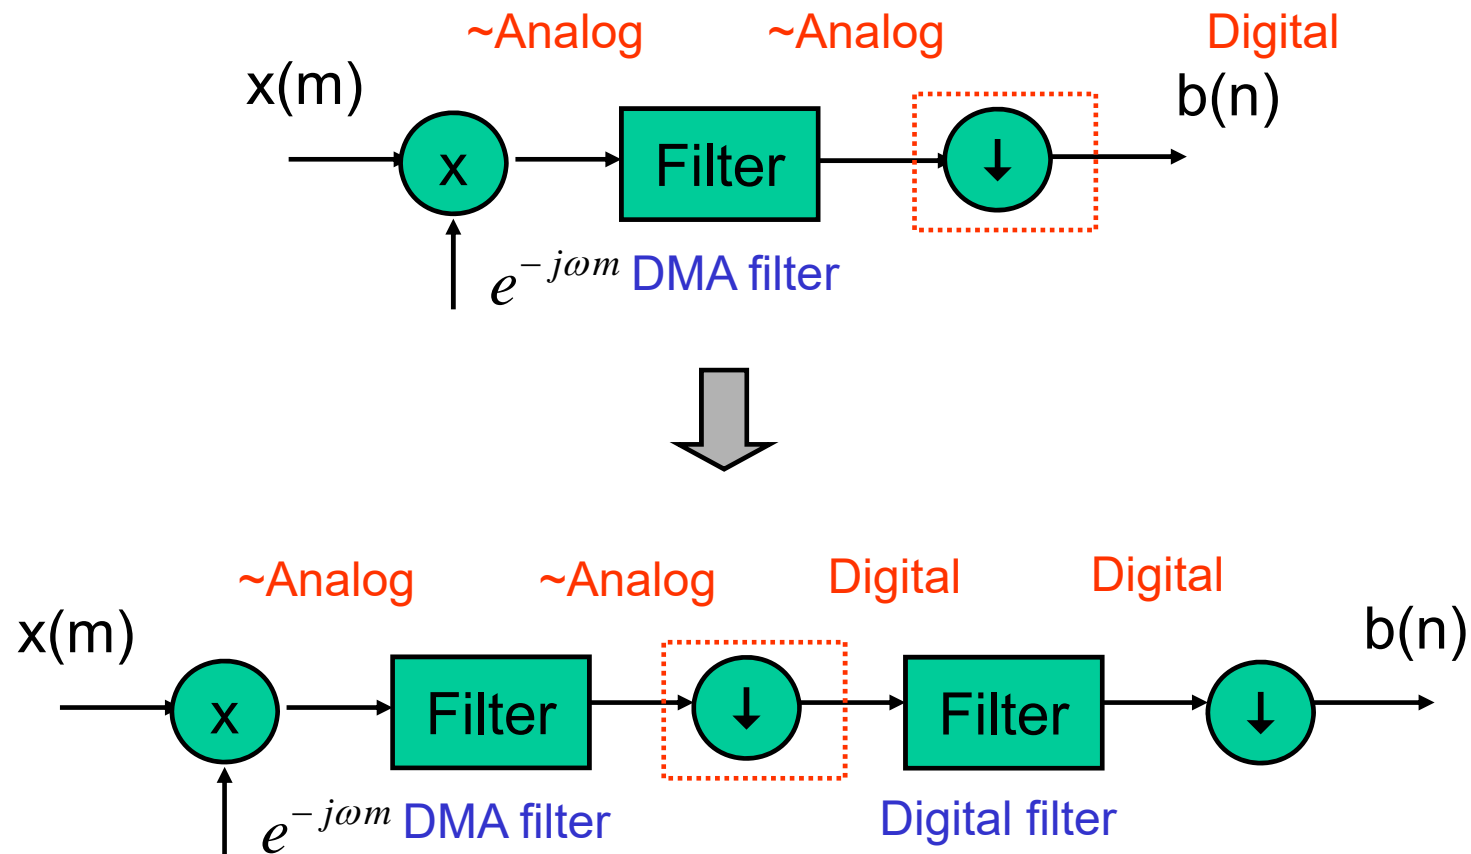 ~Analog ~Analog Digital
x(m) b(n)
x Filter ↓
e^{-jωm} DMA filter
~Analog ~Analog Digital Digital
x(m) b(n)
x Filter ↓ Filter ↓
e^{-jωm} DMA filter Digital filter